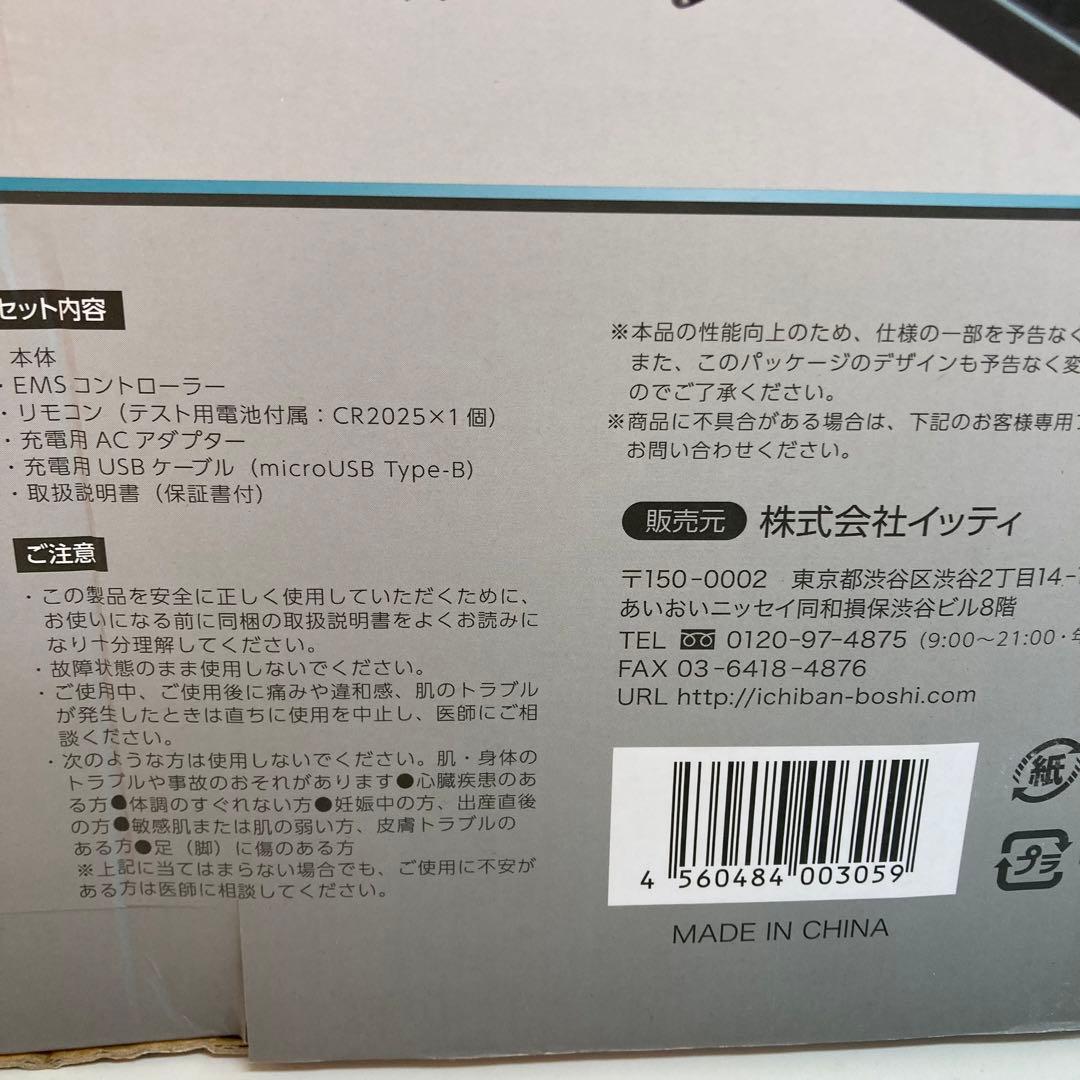 セット内容
本体
・EMSコントローラー
・リモコン（テスト用電池付属：CR2025×1個）
・充電用ACアダプター
・充電用USBケーブル（microUSB Type-B）
・取扱説明書（保証書付）
ご注意
・この製品を安全に正しく使用していただくために、
お使いになる前に同梱の取扱説明書をよくお読みに
なり十分理解してください。
・故障状態のまま使用しないでください。
・ご使用中、ご使用後に痛みや違和感、肌のトラブル
が発生したときは直ちに使用を中止し、医師にご相
談ください。
・次のような方は使用しないでください。肌・身体の
トラブルや事故のおそれがあります●心臓疾患のあ
る方●体調のすぐれない方●妊娠中の方、出産直後
の方●敏感肌または肌の弱い方、皮膚トラブルの
ある方●足（脚）に傷のある方
※上記に当てはまらない場合でも、ご使用に不安が
ある方は医師に相談してください。
※本品の性能向上のため、仕様の一部を予告なく
また、このパッケージのデザインも予告なく変
のでご了承ください。
※商品に不具合がある場合は、下記のお客様専用
お問い合わせください。
販売元 株式会社イッティ
〒150-0002 東京都渋谷区渋谷2丁目14-1
あいおいニッセイ同和損保渋谷ビル8階
TEL 0120-97-4875（9:00～21:00・年
FAX 03-6418-4876
URL http://ichiban-boshi.com
4 560484 003059
MADE IN CHINA
紙
プラ